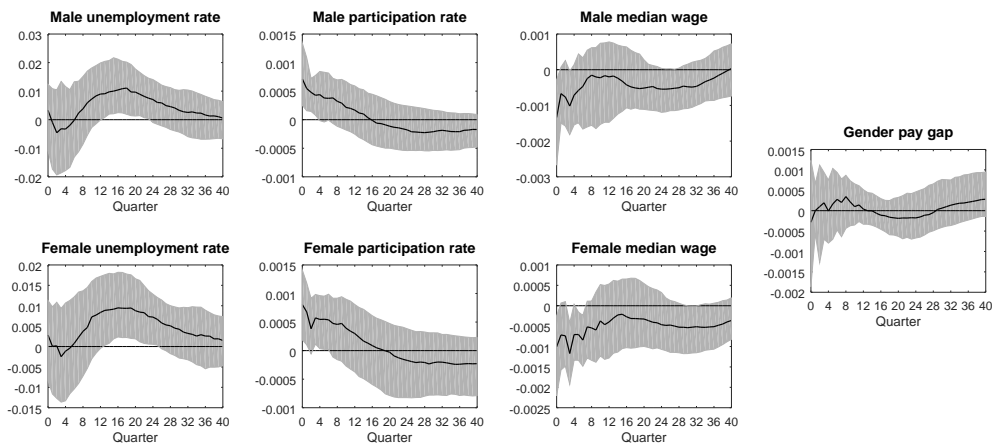 Male unemployment rate
0.03
0.02
0.01
0
-0.01
-0.02
0 4 8 12 16 20 24 28 32 36 40
Quarter
Male participation rate
0.0015
0.001
0.0005
0
-0.0005
-0.001
0 4 8 12 16 20 24 28 32 36 40
Quarter
Male median wage
0.001
0
-0.001
-0.002
-0.003
0 4 8 12 16 20 24 28 32 36 40
Quarter
Gender pay gap
0.0015
0.001
0.0005
0
-0.0005
-0.001
-0.0015
-0.002
0 4 8 12 16 20 24 28 32 36 40
Quarter
Female unemployment rate
0.02
0.015
0.01
0.005
0
-0.005
-0.01
-0.015
0 4 8 12 16 20 24 28 32 36 40
Quarter
Female participation rate
0.0015
0.001
0.0005
0
-0.0005
-0.001
0 4 8 12 16 20 24 28 32 36 40
Quarter
Female median wage
0.001
0.0005
0
-0.0005
-0.001
-0.0015
-0.002
-0.0025
0 4 8 12 16 20 24 28 32 36 40
Quarter